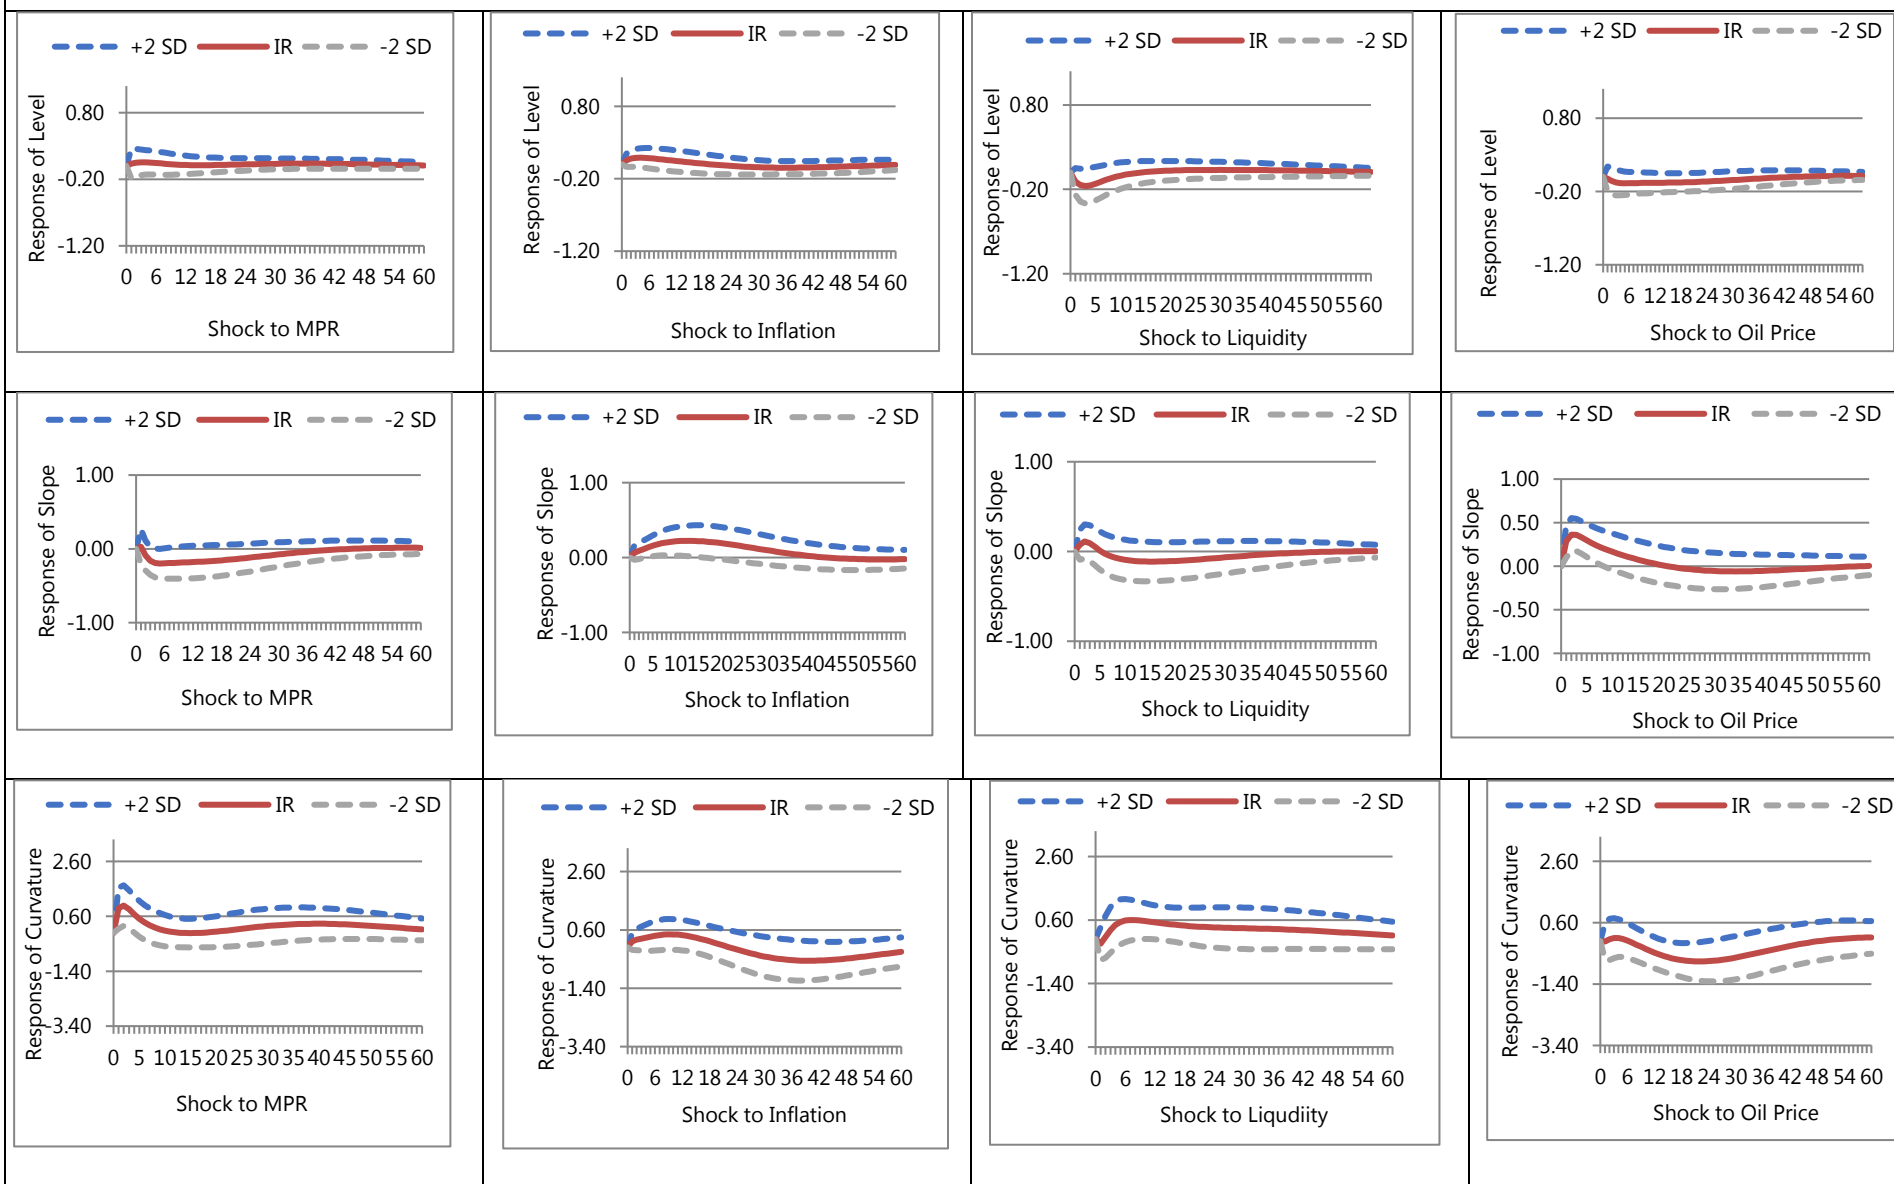 +2 SD IR -2 SD
Response of Level
0.80
-0.20
-1.20
0 6 12 18 24 30 36 42 48 54 60
Shock to MPR
+2 SD IR -2 SD
Response of Level
0.80
-0.20
-1.20
0 6 12 18 24 30 36 42 48 54 60
Shock to Inflation
+2 SD IR -2 SD
Response of Level
0.80
-0.20
-1.20
0 5 10 15 20 25 30 35 40 45 50 55 60
Shock to Liquidity
+2 SD IR -2 SD
Response of Level
0.80
-0.20
-1.20
0 6 12 18 24 30 36 42 48 54 60
Shock to Oil Price
+2 SD IR -2 SD
Response of Slope
1.00
0.00
-1.00
0 6 12 18 24 30 36 42 48 54 60
Shock to MPR
+2 SD IR -2 SD
Response of Slope
1.00
0.00
-1.00
0 5 10 15 20 25 30 35 40 45 50 55 60
Shock to Inflation
+2 SD IR -2 SD
Response of Slope
1.00
0.00
-1.00
0 5 10 15 20 25 30 35 40 45 50 55 60
Shock to Liquidity
+2 SD IR -2 SD
Response of Slope
1.00
0.50
0.00
-0.50
-1.00
0 5 10 15 20 25 30 35 40 45 50 55 60
Shock to Oil Price
+2 SD IR -2 SD
Response of Curvature
2.60
0.60
-1.40
-3.40
0 5 10 15 20 25 30 35 40 45 50 55 60
Shock to MPR
+2 SD IR -2 SD
Response of Curvature
2.60
0.60
-1.40
-3.40
0 6 12 18 24 30 36 42 48 54 60
Shock to Inflation
+2 SD IR -2 SD
Response of Curvature
2.60
0.60
-1.40
-3.40
0 6 12 18 24 30 36 42 48 54 60
Shock to Liqudiity
+2 SD IR -2 SD
Response of Curvature
2.60
0.60
-1.40
-3.40
0 6 12 18 24 30 36 42 48 54 60
Shock to Oil Price